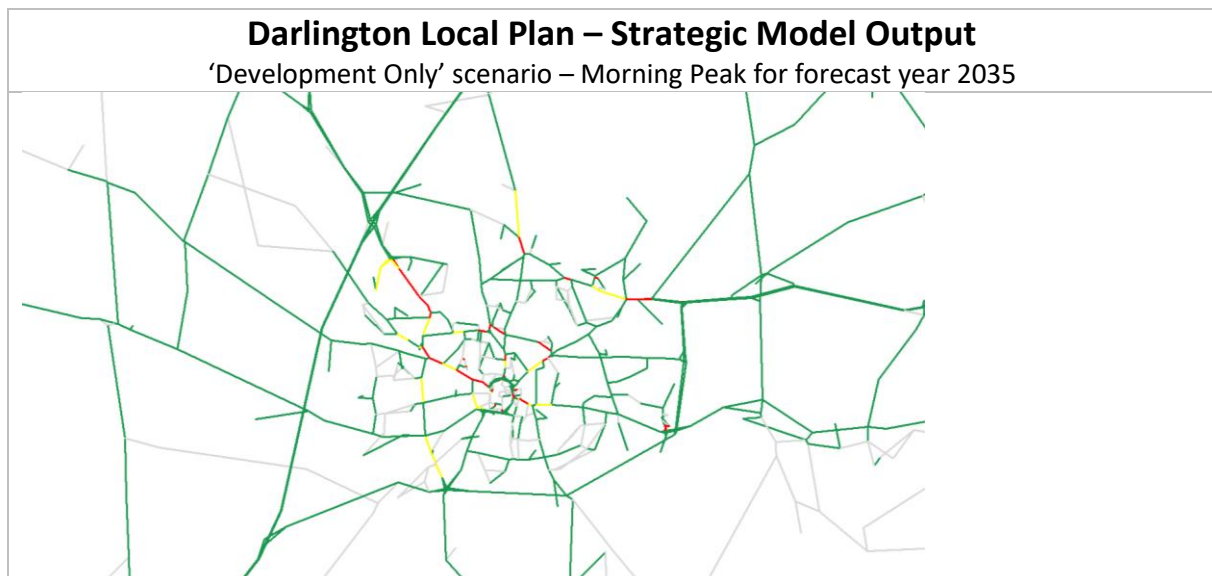 Darlington Local Plan – Strategic Model Output
‘Development Only’ scenario – Morning Peak for forecast year 2035